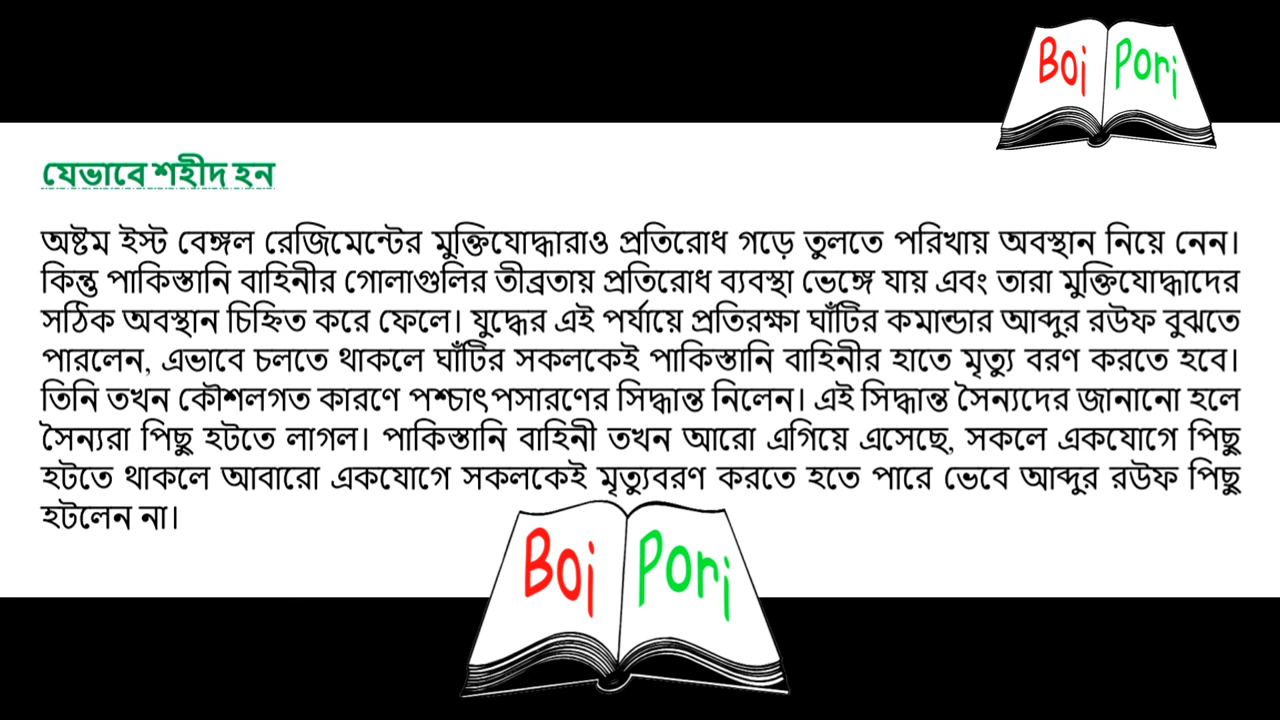 Boi Pori
যেভাবে শহীদ হন
অষ্টম ইস্ট বেঙ্গল রেজিমেন্টের মুক্তিযোদ্ধারাও প্রতিরোধ গড়ে তুলতে পরিখায় অবস্থান নিয়ে নেন।
কিন্তু পাকিস্তানি বাহিনীর গোলাগুলির তীব্রতায় প্রতিরোধ ব্যবস্থা ভেঙ্গে যায় এবং তারা মুক্তিযোদ্ধাদের
সঠিক অবস্থান চিহ্নিত করে ফেলে। যুদ্ধের এই পর্যায়ে প্রতিরক্ষা ঘাঁটির কমান্ডার আব্দুর রউফ বুঝতে
পারলেন, এভাবে চলতে থাকলে ঘাঁটির সকলকেই পাকিস্তানি বাহিনীর হাতে মৃত্যু বরণ করতে হবে।
তিনি তখন কৌশলগত কারণে পশ্চাৎপসারণের সিদ্ধান্ত নিলেন। এই সিদ্ধান্ত সৈন্যদের জানানো হলে
সৈন্যরা পিছু হটতে লাগল। পাকিস্তানি বাহিনী তখন আরো এগিয়ে এসেছে, সকলে একযোগে পিছু
হটতে থাকলে আবারো একযোগে সকলকেই মৃত্যুবরণ করতে হতে পারে ভেবে আব্দুর রউফ পিছু
হটলেন না।
Boi Pori